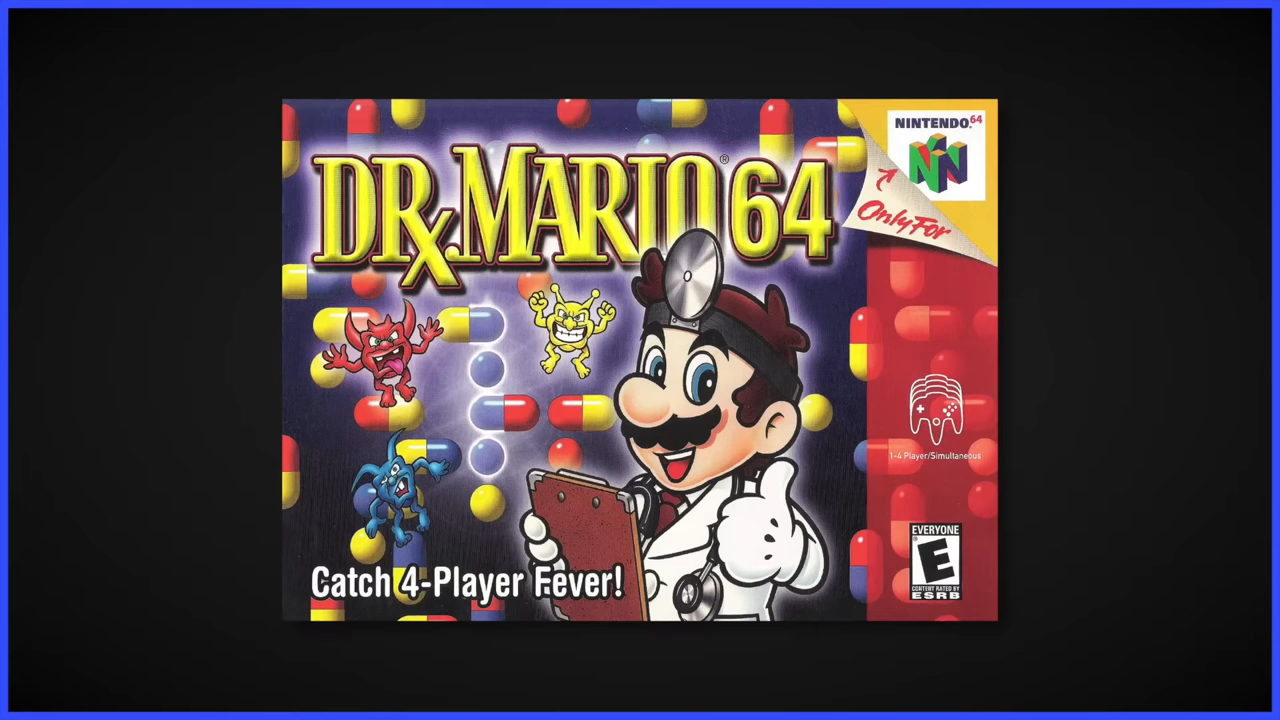 DR. MARIO® 64
NINTENDO64
Only For
1-4 Player/Simultaneous
Catch 4-Player Fever!
EVERYONE
E
CONTENT RATED BY
ESRB